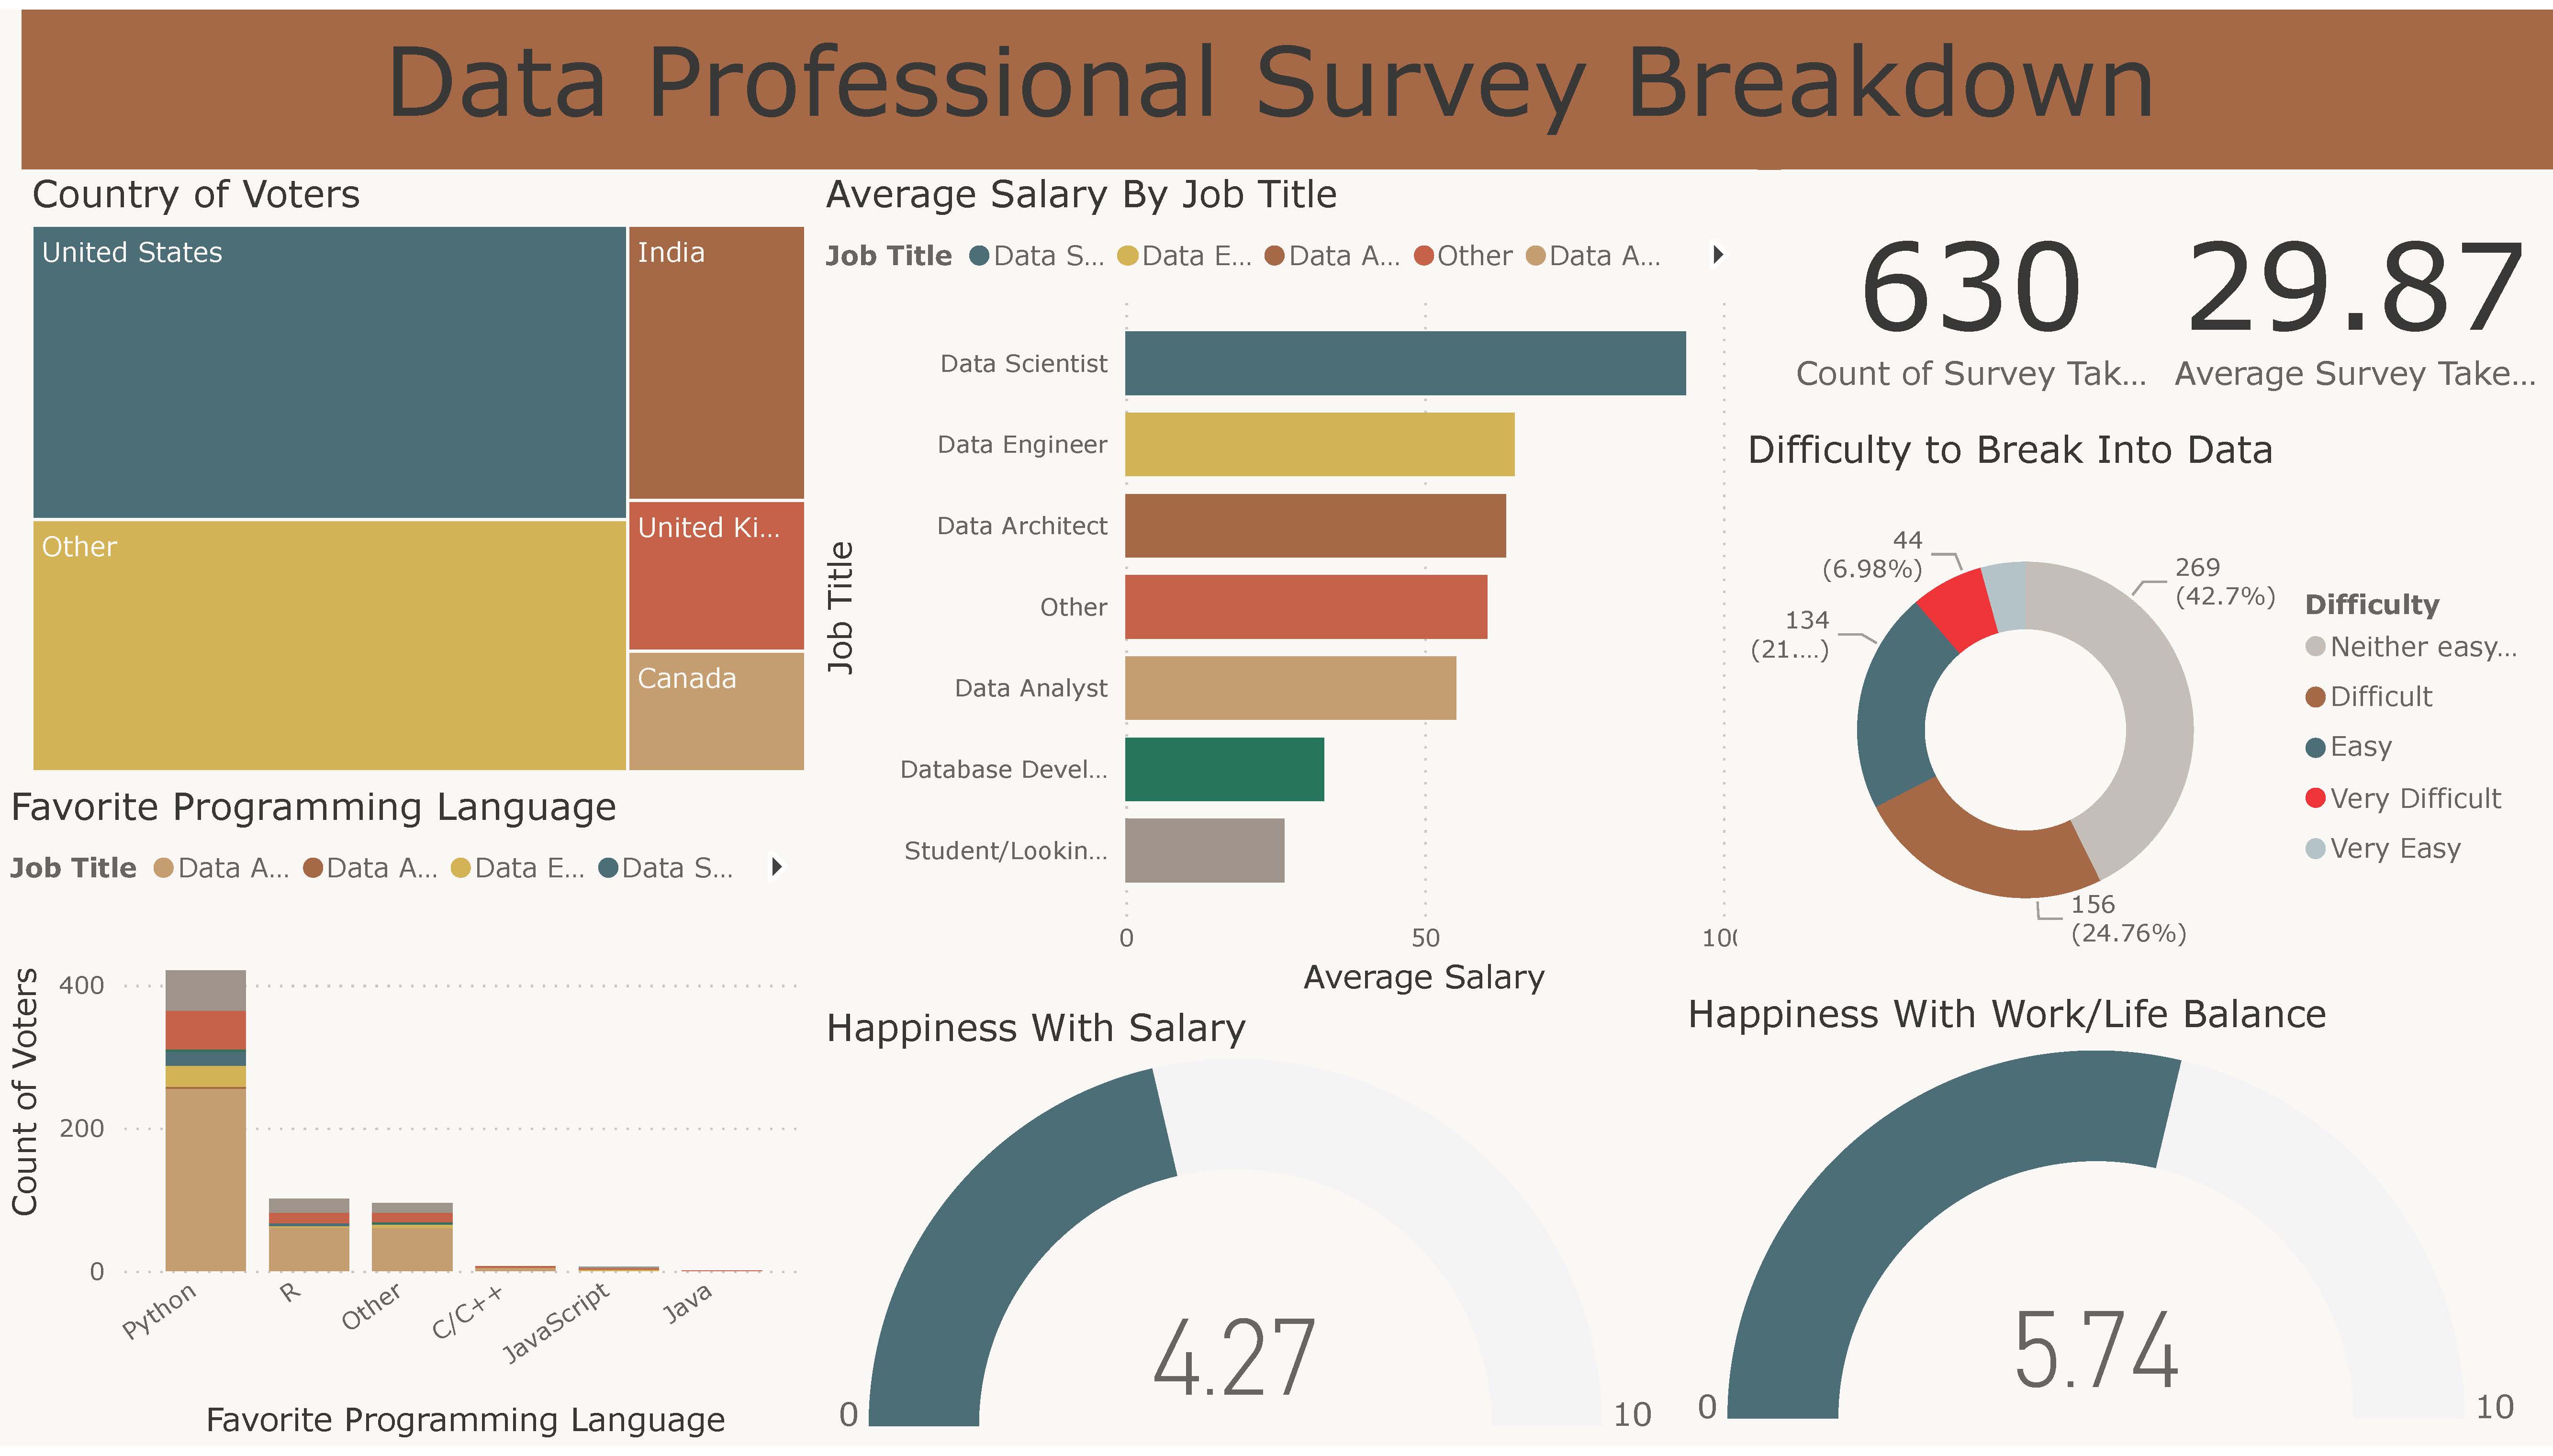 Data Professional Survey Breakdown
Country of Voters
United States
India
Other
United Ki...
Canada
Average Salary By Job Title
Job Title Data S... Data E... Data A... Other Data A...
Job Title
Data Scientist
Data Engineer
Data Architect
Other
Data Analyst
Database Devel...
Student/Lookin...
0 50 100
Average Salary
630
Count of Survey Tak...
29.87
Average Survey Take...
Difficulty to Break Into Data
44
(6.98%)
269
(42.7%)
134
(21....)
156
(24.76%)
Difficulty
Neither easy...
Difficult
Easy
Very Difficult
Very Easy
Favorite Programming Language
Job Title Data A... Data A... Data E... Data S...
Count of Voters
400
200
0
Python
R
Other
C/C++
JavaScript
Java
Favorite Programming Language
Happiness With Salary
4.27
0 10
Happiness With Work/Life Balance
5.74
0 10